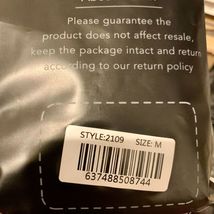 Please guarantee the
product does not affect resale,
keep the package intact and return
according to our return policy
STYLE:2109 SIZE: M
637488508744